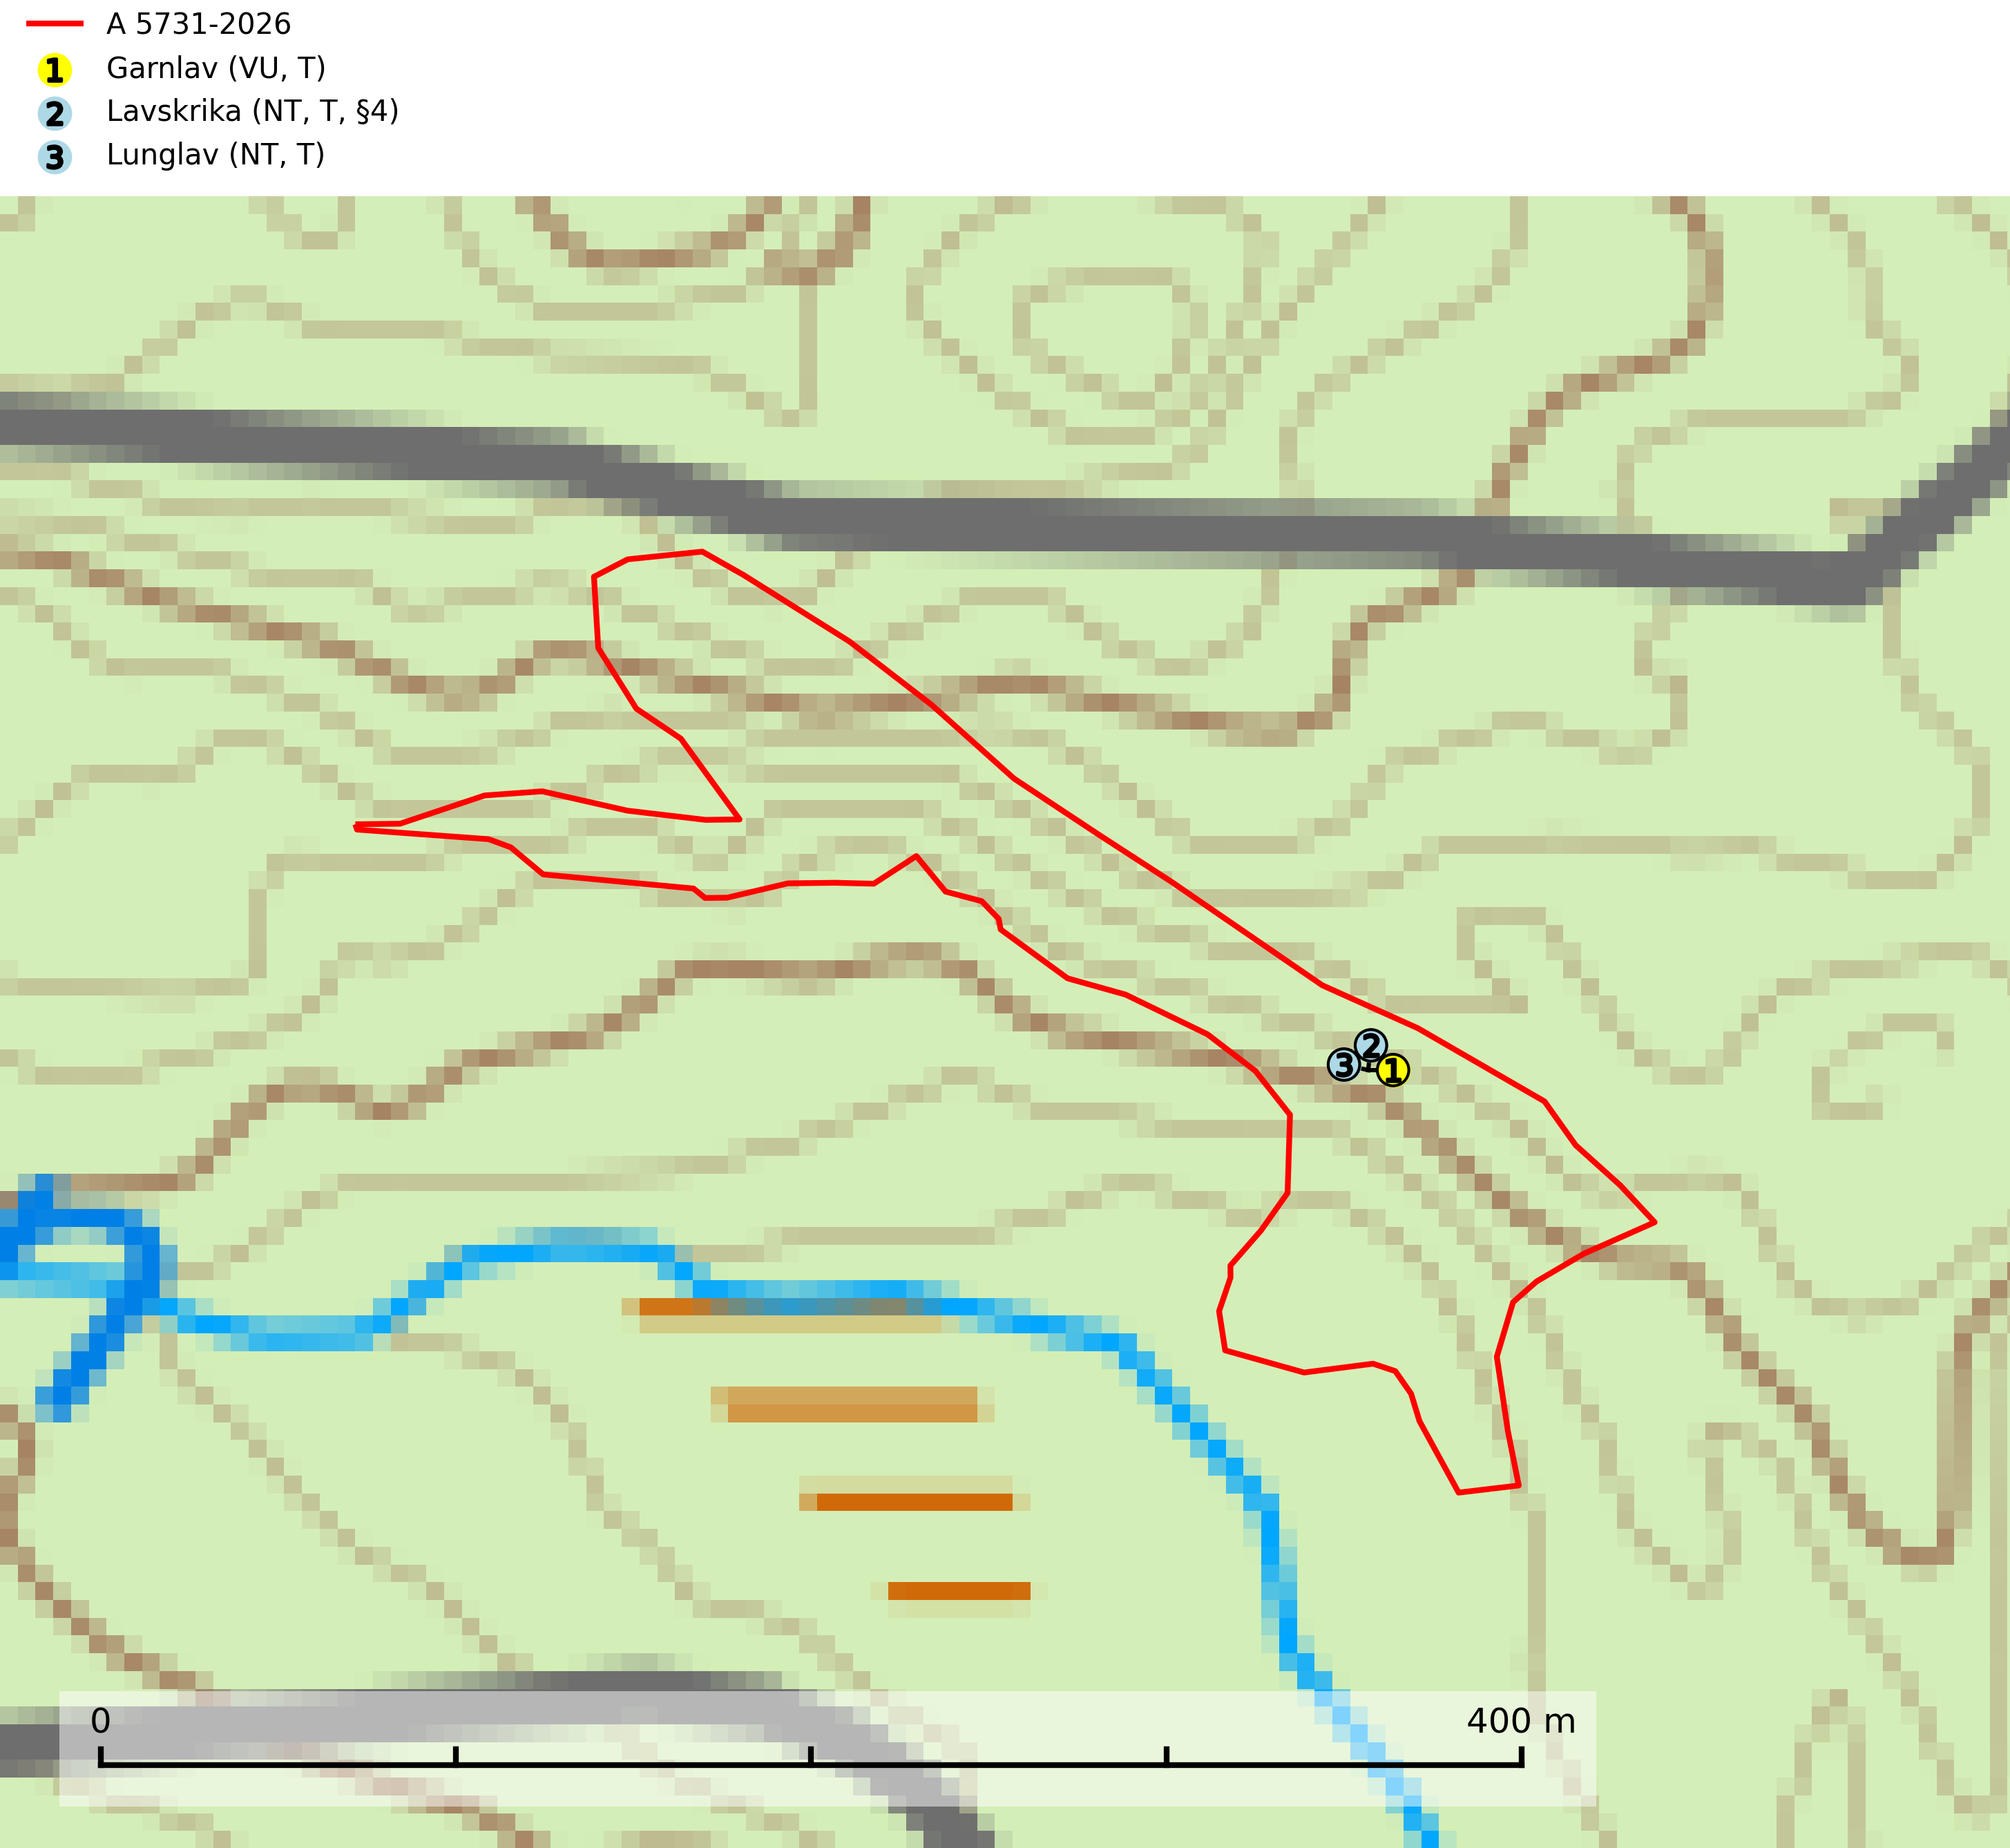 A 5731-2026
1 Garnlav (VU, T)
2 Lavskrika (NT, T, §4)
3 Lunglav (NT, T)
2
3 1
0 400 m